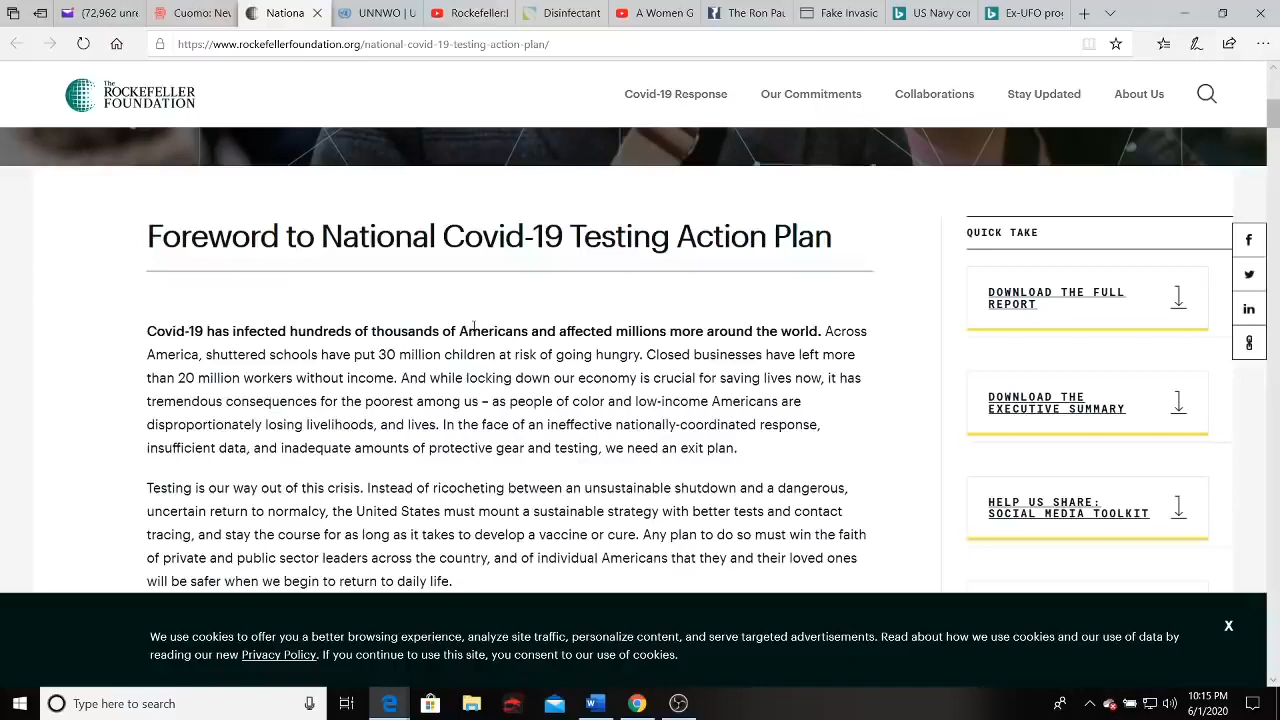 (72,962 unre
Cuomo News
Nationa
UNNWO | U
Rockefellerl
Disinfectant
A Women G
The Ron Pau
Fake Invasio
US Navy con
Ex-UFO prog
https://www.rockefellerfoundation.org/national-covid-19-testing-action-plan/
The
ROCKEFELLER
FOUNDATION
Covid-19 Response
Our Commitments
Collaborations
Stay Updated
About Us
Foreword to National Covid-19 Testing Action Plan
Covid-19 has infected hundreds of thousands of Americans and affected millions more around the world. Across
America, shuttered schools have put 30 million children at risk of going hungry. Closed businesses have left more
than 20 million workers without income. And while locking down our economy is crucial for saving lives now, it has
tremendous consequences for the poorest among us – as people of color and low-income Americans are
disproportionately losing livelihoods, and lives. In the face of an ineffective nationally-coordinated response,
insufficient data, and inadequate amounts of protective gear and testing, we need an exit plan.
Testing is our way out of this crisis. Instead of ricocheting between an unsustainable shutdown and a dangerous,
uncertain return to normalcy, the United States must mount a sustainable strategy with better tests and contact
tracing, and stay the course for as long as it takes to develop a vaccine or cure. Any plan to do so must win the faith
of private and public sector leaders across the country, and of individual Americans that they and their loved ones
will be safer when we begin to return to daily life.
QUICK TAKE
DOWNLOAD THE FULL
REPORT
DOWNLOAD THE
EXECUTIVE SUMMARY
HELP US SHARE:
SOCIAL MEDIA TOOLKIT
We use cookies to offer you a better browsing experience, analyze site traffic, personalize content, and serve targeted advertisements. Read about how we use cookies and our use of data by
reading our new Privacy Policy. If you continue to use this site, you consent to our use of cookies.
X
Type here to search
10:15 PM
6/1/2020